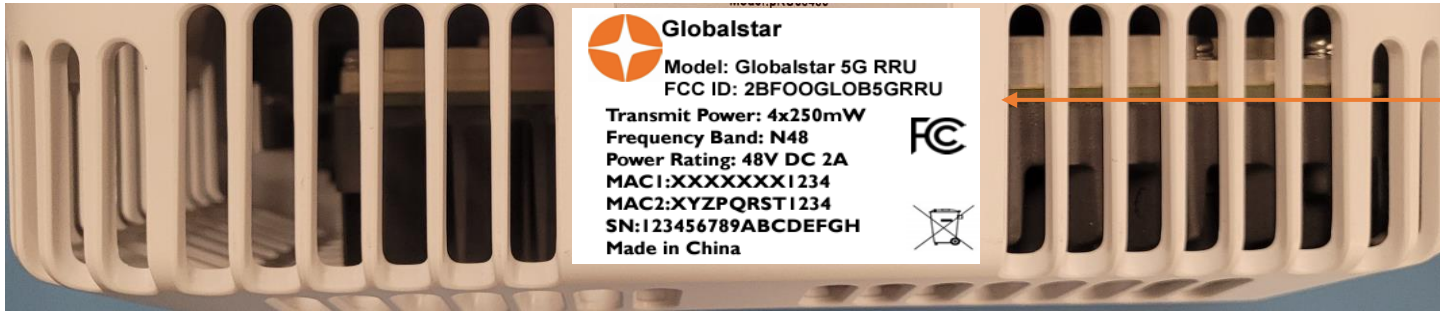 Globalstar
Model: Globalstar 5G RRU
FCC ID: 2BFOOGLOB5GRRU
Transmit Power: 4x250mW
Frequency Band: N48
Power Rating: 48V DC 2A
FC
MAC1:XXXXXXX1234
MAC2:XYZPQRST1234
SN:123456789ABCDEFGH
Made in China